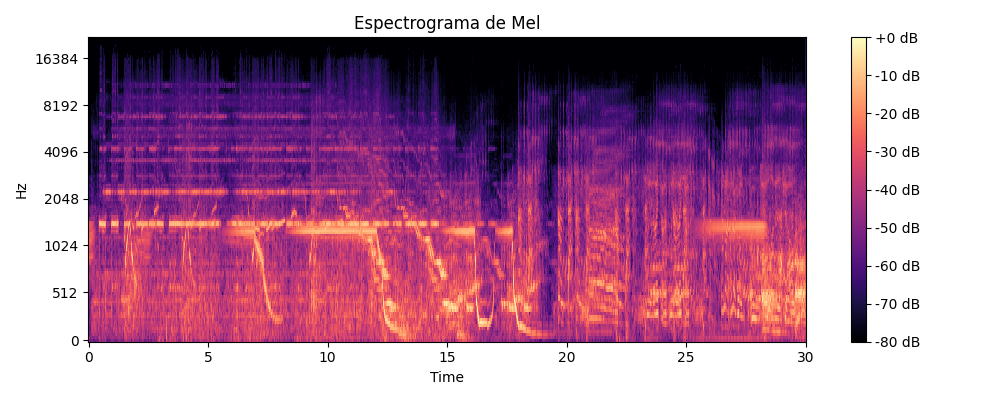 Espectrograma de Mel
Hz
16384
8192
4096
2048
1024
512
0
0 5 10 15 20 25 30
Time
+0 dB
-10 dB
-20 dB
-30 dB
-40 dB
-50 dB
-60 dB
-70 dB
-80 dB